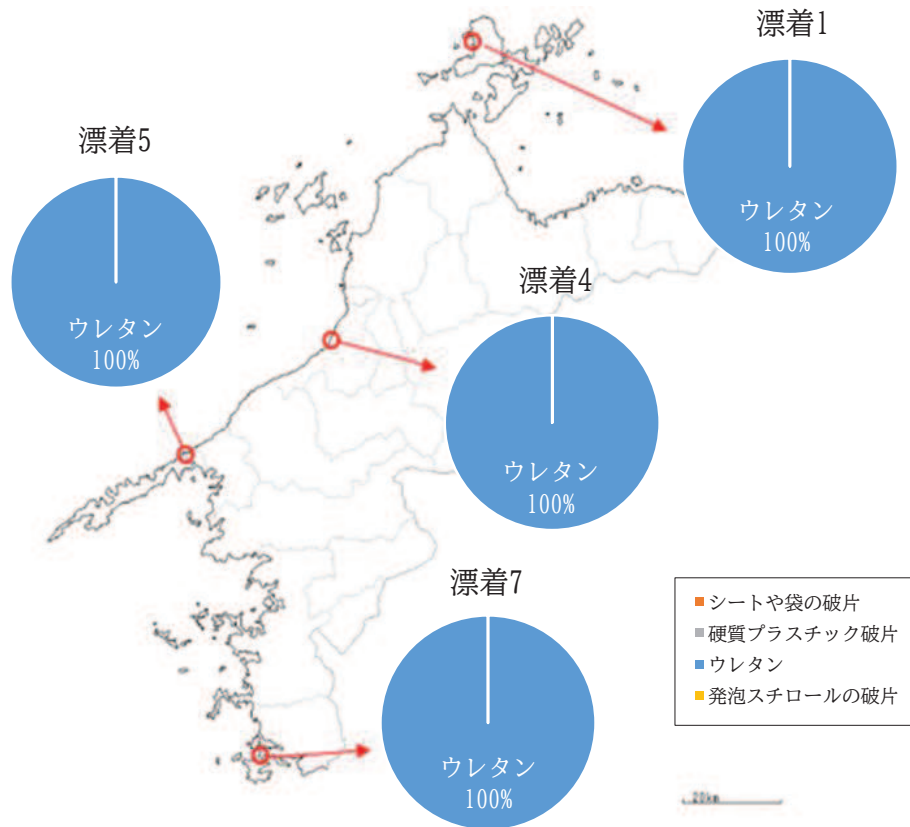 漂着1
ウレタン
100%
漂着5
ウレタン
100%
漂着4
ウレタン
100%
漂着7
ウレタン
100%
シートや袋の破片
硬質プラスチック破片
ウレタン
発泡スチロールの破片
20km